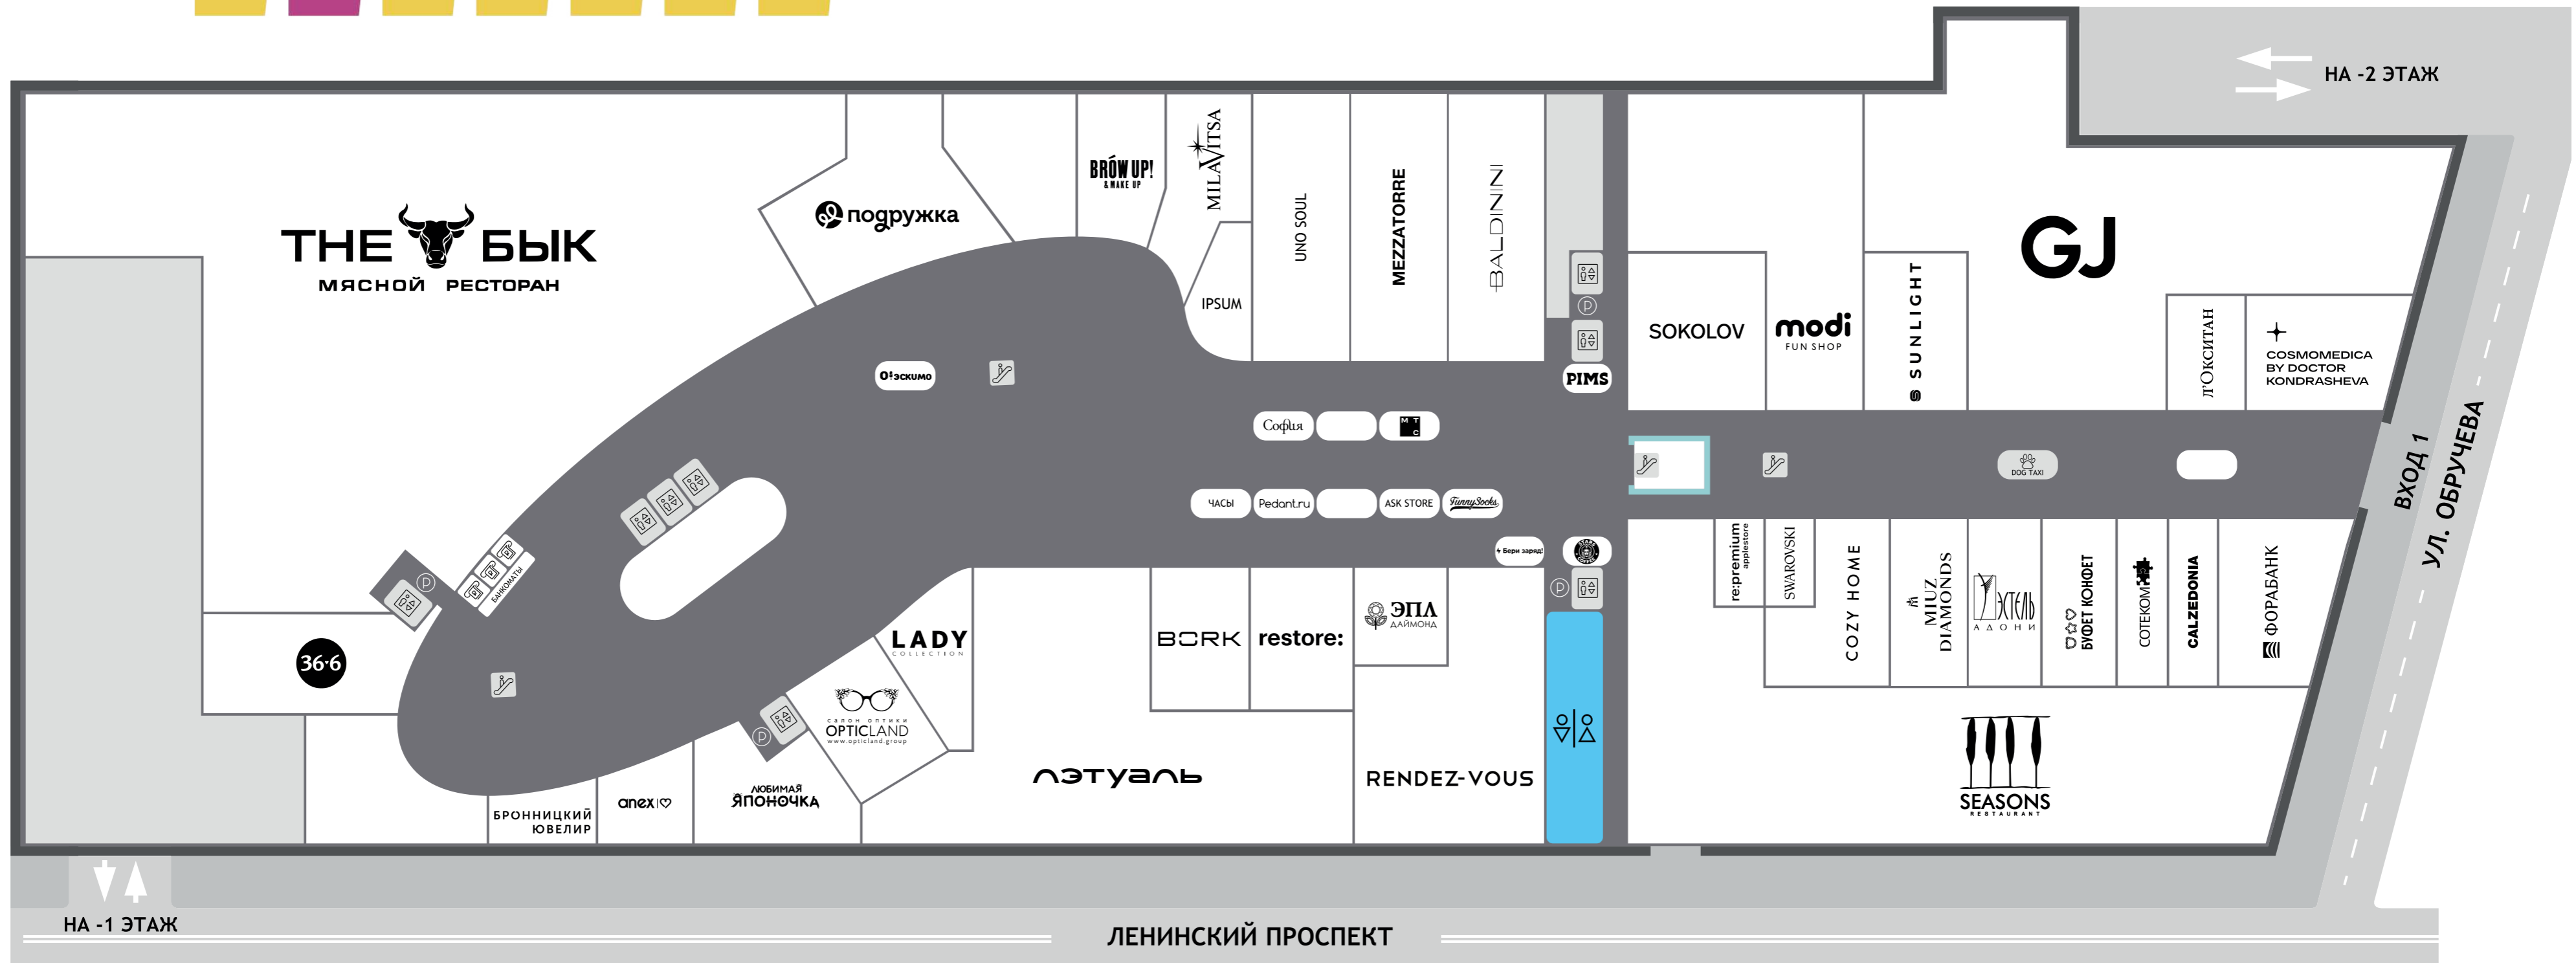 НА -2 ЭТАЖ
THE БЫК
МЯСНОЙ РЕСТОРАН
подружка
BRÓW UP!
& MAKE UP
MILAVITSA
IPSUM
UNO SOUL
MEZZATORRE
BALDININI
P
PIMS
SOKOLOV
modi
FUN SHOP
SUNLIGHT
GJ
Л'ОКСИТАН
COSMOMEDICA
BY DOCTOR
KONDRASHEVA
эскимо
София
МТС
ЧАСЫ
Pedant.ru
ASK STORE
FunnySocks
Бери заряд!
DOG TAXI
ВХОД 1
УЛ. ОБРУЧЕВА
P
БАНКОМАТЫ
36·6
P
LADY
COLLECTION
салон оптики
OPTICLAND
www.opticland.group
BORK
restore:
ЭПЛ
ДАЙМОНД
P
re:premium
applestore
SWAROVSKI
COZY HOME
MIUZ
DIAMONDS
ЭСТЕЛЬ
АДОНИ
БУФЕТ КОНФЕТ
СОТЕКОМ
CALZEDONIA
ФОРАБАНК
БРОННИЦКИЙ
ЮВЕЛИР
anex
ЛЮБИМАЯ
ЯПОНОЧКА
ЛЭТУАЛЬ
RENDEZ-VOUS
SEASONS
RESTAURANT
НА -1 ЭТАЖ
ЛЕНИНСКИЙ ПРОСПЕКТ